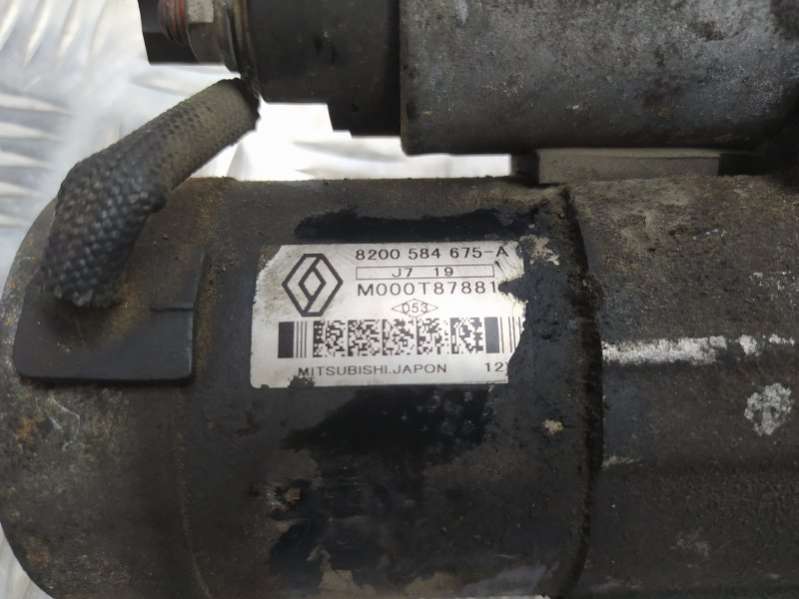 8200 584 675-A
J7 19
M000T87881
053
MITSUBISHI.JAPON 12